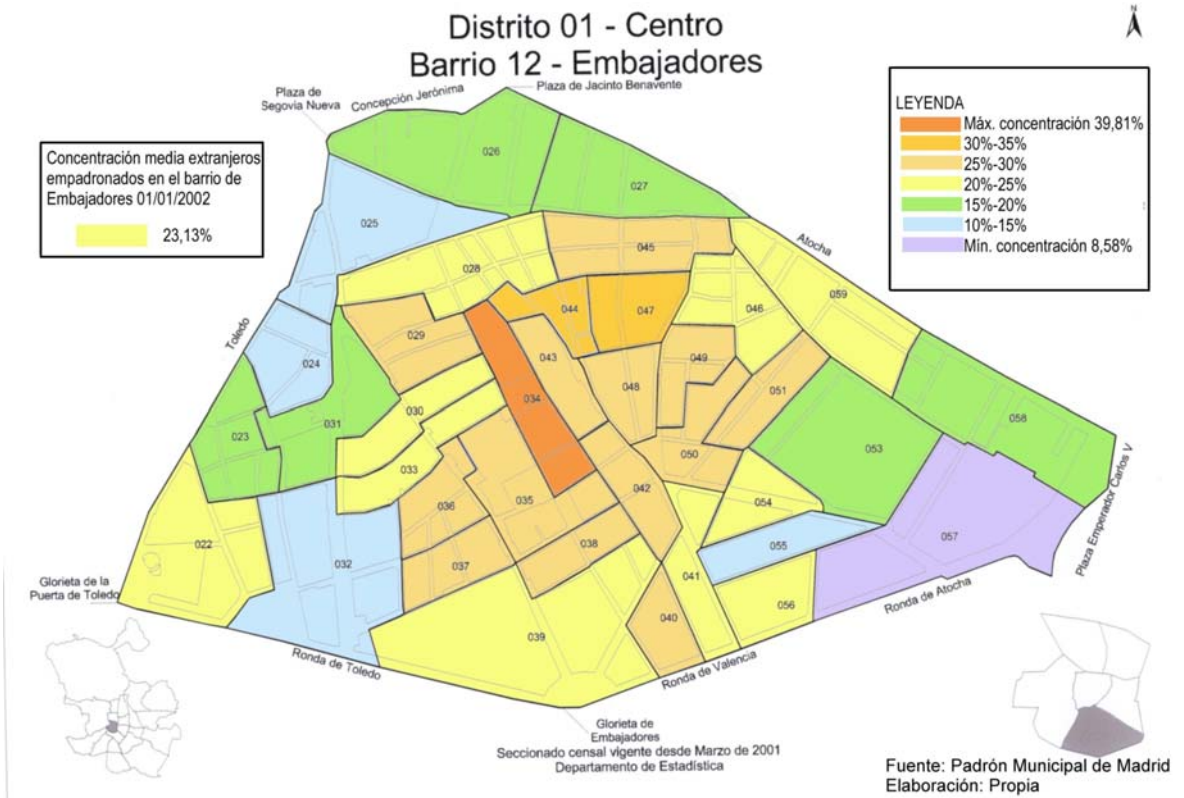 Distrito 01 - Centro
Barrio 12 - Embajadores
N
Plaza de
Segovia Nueva
Concepción Jerónima
Plaza de Jacinto Benavente
Concentración media extranjeros
empadronados en el barrio de
Embajadores 01/01/2002
23,13%
LEYENDA
Máx. concentración 39,81%
30%-35%
25%-30%
20%-25%
15%-20%
10%-15%
Mín. concentración 8,58%
026
027
025
Atocha
045
028
059
044
047
046
Toledo
029
043
049
024
048
051
034
030
058
031
023
053
033
050
Plaza Emperador Carlos V
042
035
054
036
022
038
055
057
032
037
041
Glorieta de la
Puerta de Toledo
056
040
Ronda de Atocha
039
Ronda de Toledo
Ronda de Valencia
Glorieta de
Embajadores
Seccionado censal vigente desde Marzo de 2001
Departamento de Estadística
Fuente: Padrón Municipal de Madrid
Elaboración: Propia